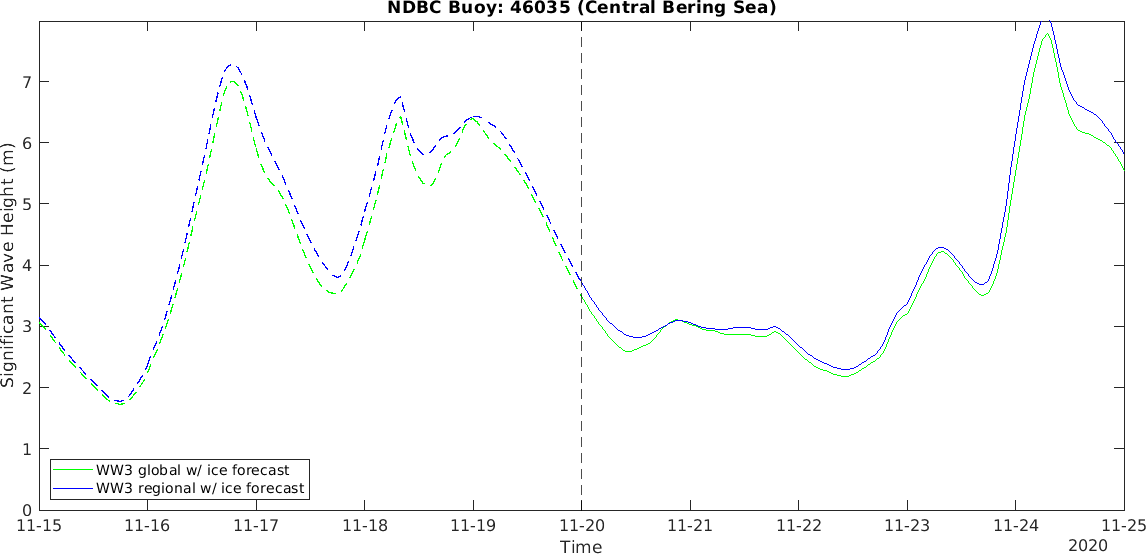 NDBC Buoy: 46035 (Central Bering Sea)
Significant Wave Height (m)
7
6
5
4
3
2
1
0
WW3 global w/ ice forecast
WW3 regional w/ ice forecast
11-15 11-16 11-17 11-18 11-19 11-20 11-21 11-22 11-23 11-24 11-25
Time
2020